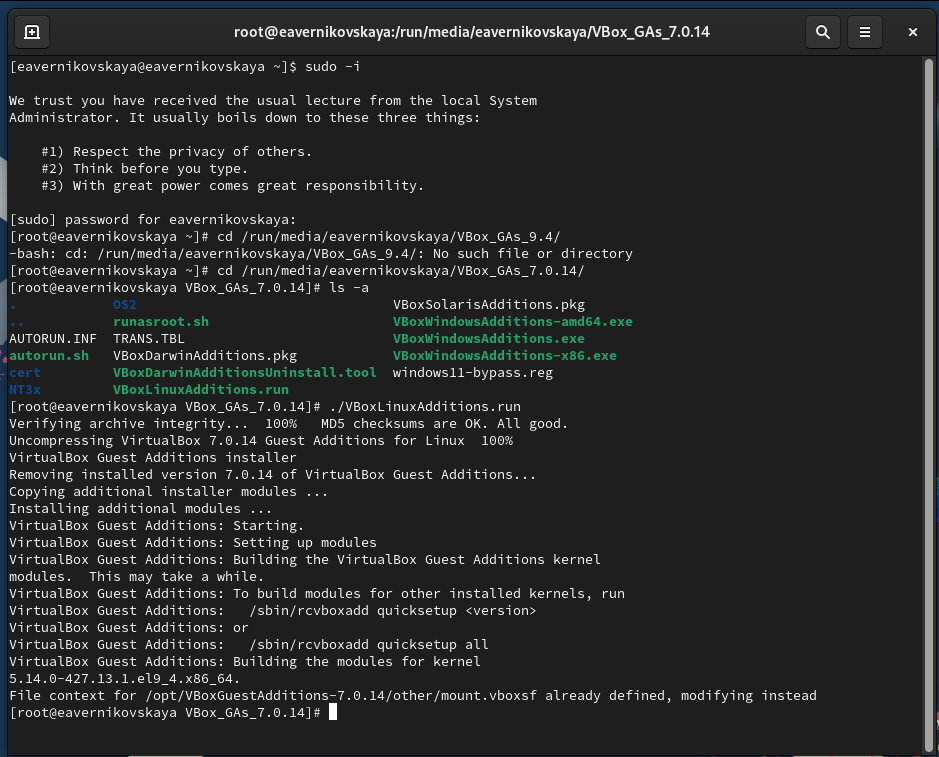 root@eavernikovskaya:/run/media/eavernikovskaya/VBox_GAs_7.0.14
[eavernikovskaya@eavernikovskaya ~]$ sudo -i
We trust you have received the usual lecture from the local System
Administrator. It usually boils down to these three things:
#1) Respect the privacy of others.
#2) Think before you type.
#3) With great power comes great responsibility.
[sudo] password for eavernikovskaya:
[root@eavernikovskaya ~]# cd /run/media/eavernikovskaya/VBox_GAs_9.4/
-bash: cd: /run/media/eavernikovskaya/VBox_GAs_9.4/: No such file or directory
[root@eavernikovskaya ~]# cd /run/media/eavernikovskaya/VBox_GAs_7.0.14/
[root@eavernikovskaya VBox_GAs_7.0.14]# ls -a
.            OS2                                VBoxSolarisAdditions.pkg
..           runasroot.sh                       VBoxWindowsAdditions-amd64.exe
AUTORUN.INF  TRANS.TBL                          VBoxWindowsAdditions.exe
autorun.sh   VBoxDarwinAdditions.pkg            VBoxWindowsAdditions-x86.exe
cert         VBoxDarwinAdditionsUninstall.tool  windows11-bypass.reg
NT3x         VBoxLinuxAdditions.run
[root@eavernikovskaya VBox_GAs_7.0.14]# ./VBoxLinuxAdditions.run
Verifying archive integrity...  100%   MD5 checksums are OK. All good.
Uncompressing VirtualBox 7.0.14 Guest Additions for Linux  100%
VirtualBox Guest Additions installer
Removing installed version 7.0.14 of VirtualBox Guest Additions...
Copying additional installer modules ...
Installing additional modules ...
VirtualBox Guest Additions: Starting.
VirtualBox Guest Additions: Setting up modules
VirtualBox Guest Additions: Building the VirtualBox Guest Additions kernel
modules.  This may take a while.
VirtualBox Guest Additions: To build modules for other installed kernels, run
VirtualBox Guest Additions:   /sbin/rcvboxadd quicksetup <version>
VirtualBox Guest Additions: or
VirtualBox Guest Additions:   /sbin/rcvboxadd quicksetup all
VirtualBox Guest Additions: Building the modules for kernel
5.14.0-427.13.1.el9_4.x86_64.
File context for /opt/VBoxGuestAdditions-7.0.14/other/mount.vboxsf already defined, modifying instead
[root@eavernikovskaya VBox_GAs_7.0.14]#